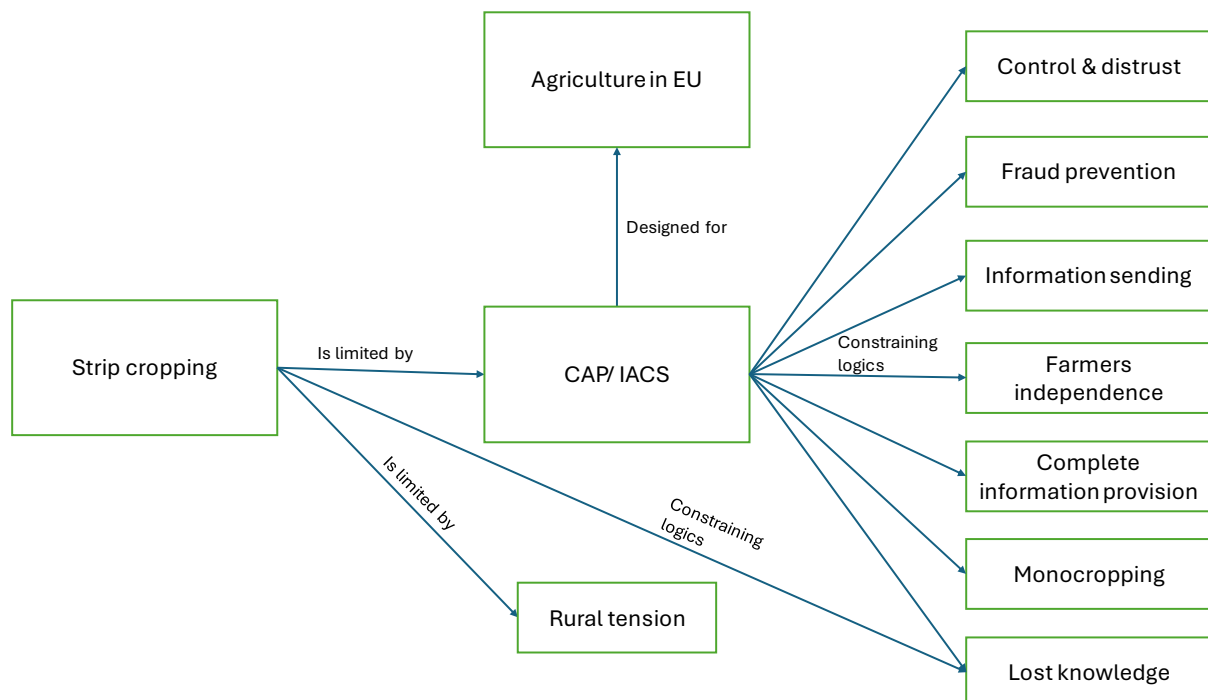 Agriculture in EU
Control & distrust
Fraud prevention
Designed for
Information sending
Strip cropping
Is limited by
CAP/ IACS
Constraining
logics
Farmers
independence
Complete
information provision
Is limited by
Constraining
logics
Monocropping
Rural tension
Lost knowledge